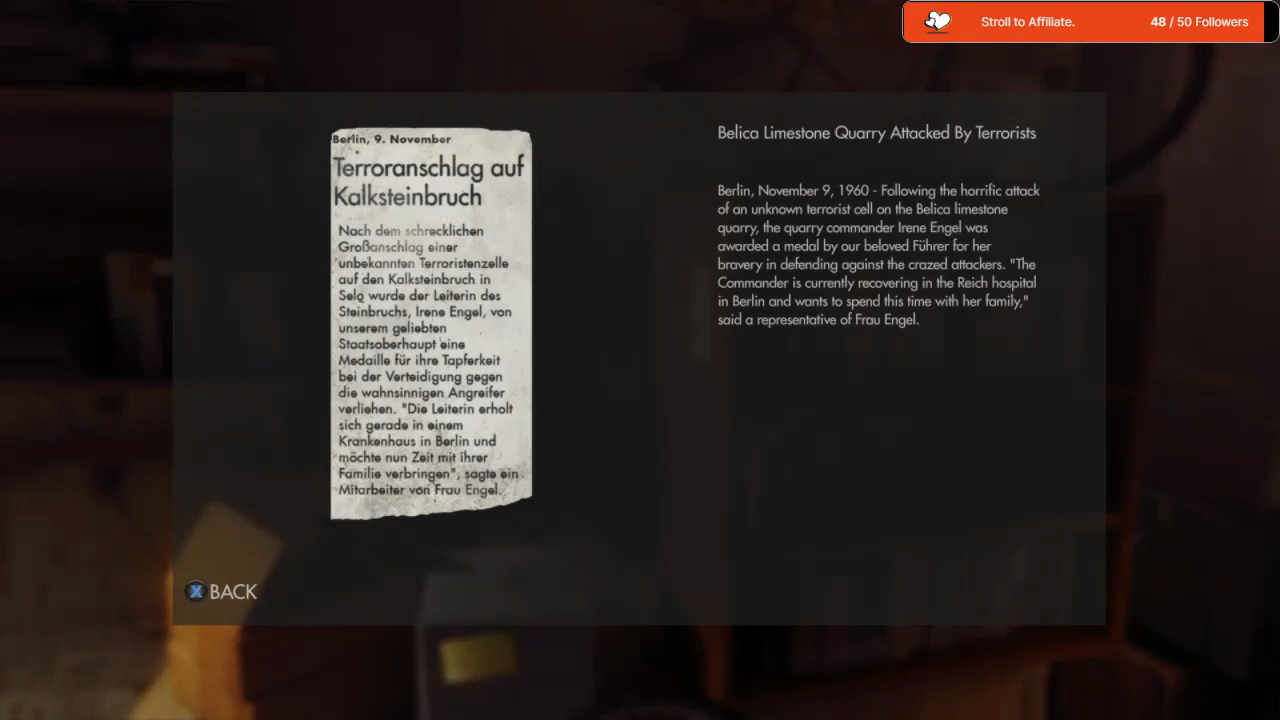 Stroll to Affiliate. 48 / 50 Followers
Berlin, 9. November
Terroranschlag auf
Kalksteinbruch
Nach dem schrecklichen
Großanschlag einer
unbekannten Terroristenzelle
auf den Kalksteinbruch in
Selo wurde der Leiterin des
Steinbruchs, Irene Engel, von
unserem geliebten
Staatsoberhaupt eine
Medaille für ihre Tapferkeit
bei der Verteidigung gegen
die wahnsinnigen Angreifer
verliehen. "Die Leiterin erholt
sich gerade in einem
Krankenhaus in Berlin und
möchte nun Zeit mit ihrer
Familie verbringen", sagte ein
Mitarbeiter von Frau Engel.
Belica Limestone Quarry Attacked By Terrorists
Berlin, November 9, 1960 - Following the horrific attack
of an unknown terrorist cell on the Belica limestone
quarry, the quarry commander Irene Engel was
awarded a medal by our beloved Führer for her
bravery in defending against the crazed attackers. "The
Commander is currently recovering in the Reich hospital
in Berlin and wants to spend this time with her family,"
said a representative of Frau Engel.
X BACK